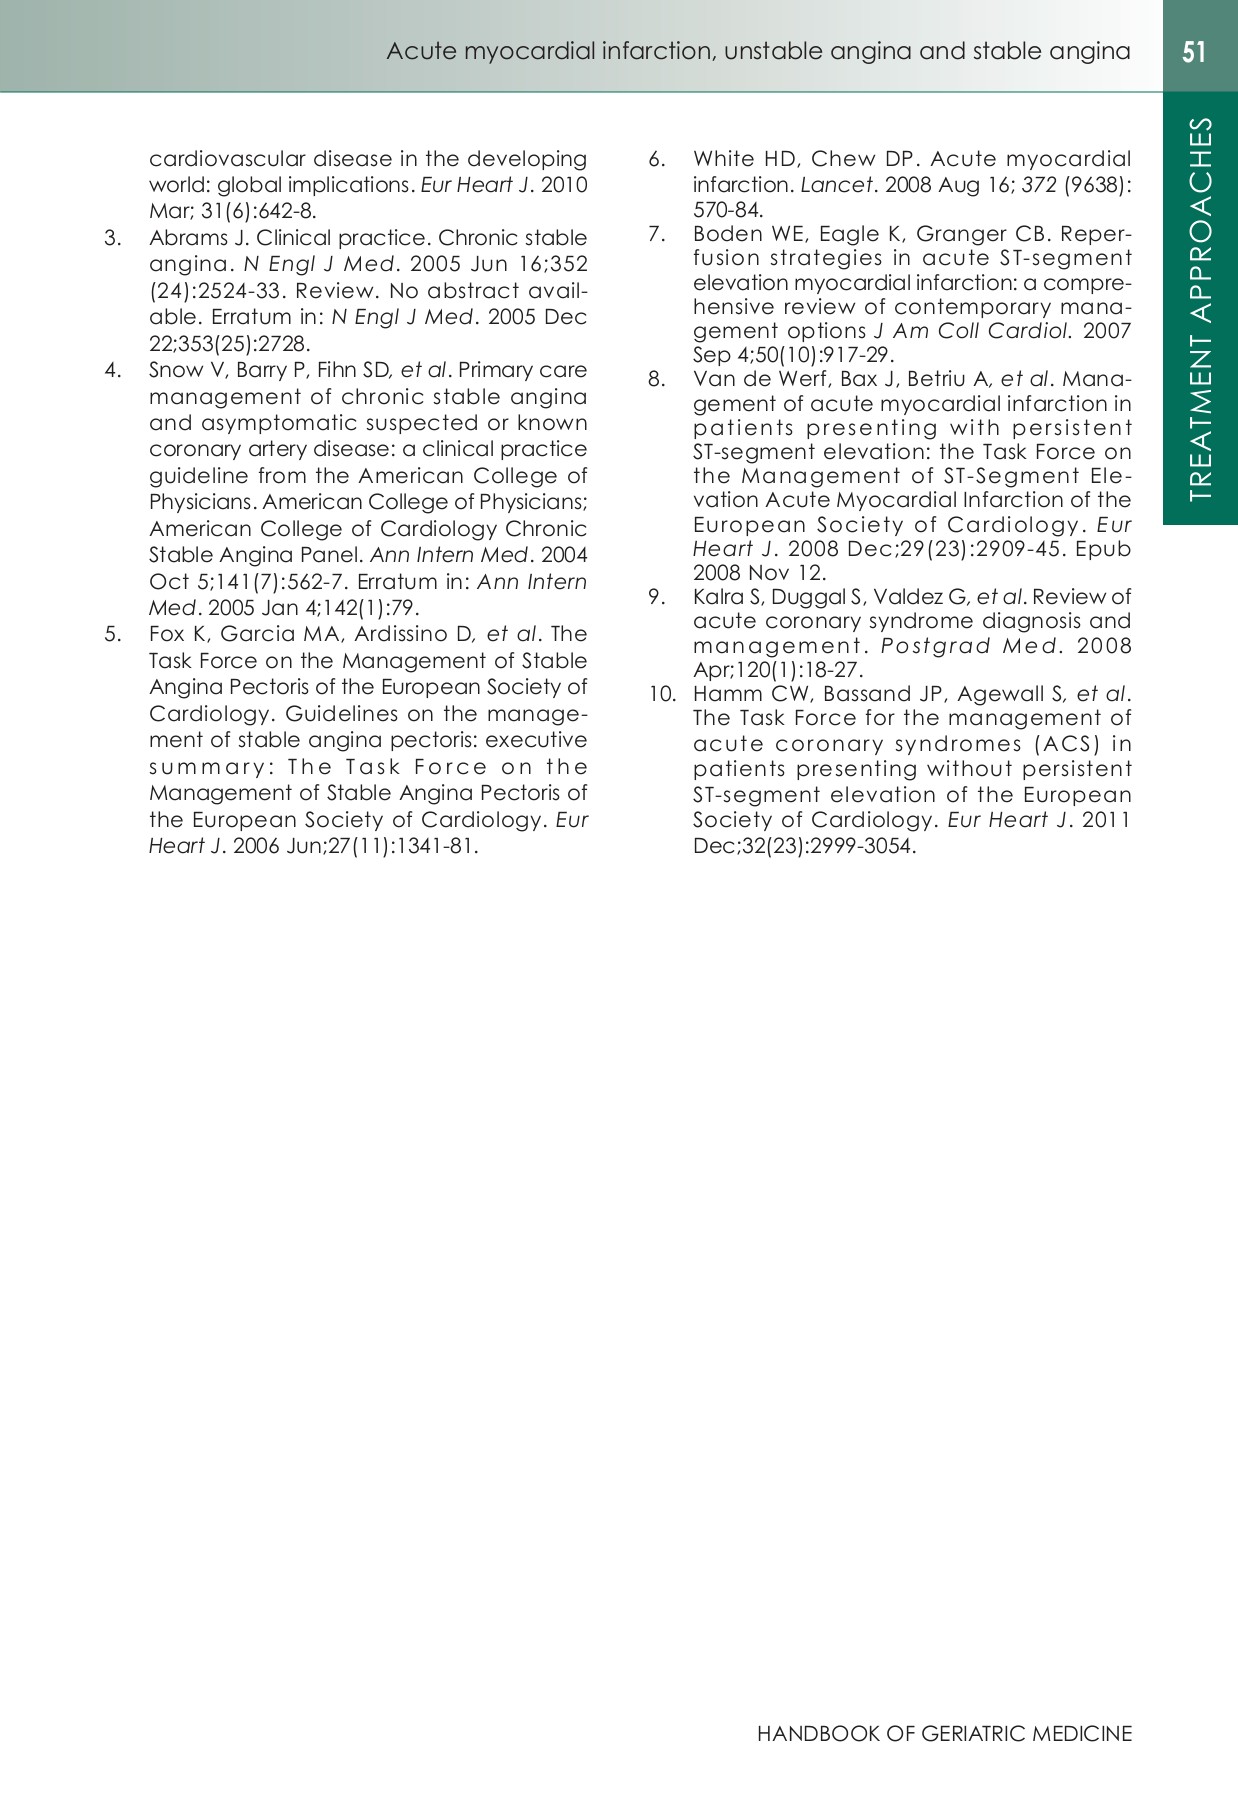 Acute myocardial infarction, unstable angina and stable angina
51
TREATMENT APPROACHES
cardiovascular disease in the developing
world: global implications. Eur Heart J. 2010
Mar; 31(6):642-8.
3. Abrams J. Clinical practice. Chronic stable
angina. N Engl J Med. 2005 Jun 16;352
(24):2524-33. Review. No abstract avail-
able. Erratum in: N Engl J Med. 2005 Dec
22;353(25):2728.
4. Snow V, Barry P, Fihn SD, et al. Primary care
management of chronic stable angina
and asymptomatic suspected or known
coronary artery disease: a clinical practice
guideline from the American College of
Physicians. American College of Physicians;
American College of Cardiology Chronic
Stable Angina Panel. Ann Intern Med. 2004
Oct 5;141(7):562-7. Erratum in: Ann Intern
Med. 2005 Jan 4;142(1):79.
5. Fox K, Garcia MA, Ardissino D, et al. The
Task Force on the Management of Stable
Angina Pectoris of the European Society of
Cardiology. Guidelines on the manage-
ment of stable angina pectoris: executive
summary: The Task Force on the
Management of Stable Angina Pectoris of
the European Society of Cardiology. Eur
Heart J. 2006 Jun;27(11):1341-81.
6. White HD, Chew DP. Acute myocardial
infarction. Lancet. 2008 Aug 16; 372 (9638):
570-84.
7. Boden WE, Eagle K, Granger CB. Reper-
fusion strategies in acute ST-segment
elevation myocardial infarction: a compre-
hensive review of contemporary mana-
gement options J Am Coll Cardiol. 2007
Sep 4;50(10):917-29.
8. Van de Werf, Bax J, Betriu A, et al. Mana-
gement of acute myocardial infarction in
patients presenting with persistent
ST-segment elevation: the Task Force on
the Management of ST-Segment Ele-
vation Acute Myocardial Infarction of the
European Society of Cardiology. Eur
Heart J. 2008 Dec;29(23):2909-45. Epub
2008 Nov 12.
9. Kalra S, Duggal S, Valdez G, et al. Review of
acute coronary syndrome diagnosis and
management. Postgrad Med. 2008
Apr;120(1):18-27.
10. Hamm CW, Bassand JP, Agewall S, et al.
The Task Force for the management of
acute coronary syndromes (ACS) in
patients presenting without persistent
ST-segment elevation of the European
Society of Cardiology. Eur Heart J. 2011
Dec;32(23):2999-3054.
HANDBOOK OF GERIATRIC MEDICINE